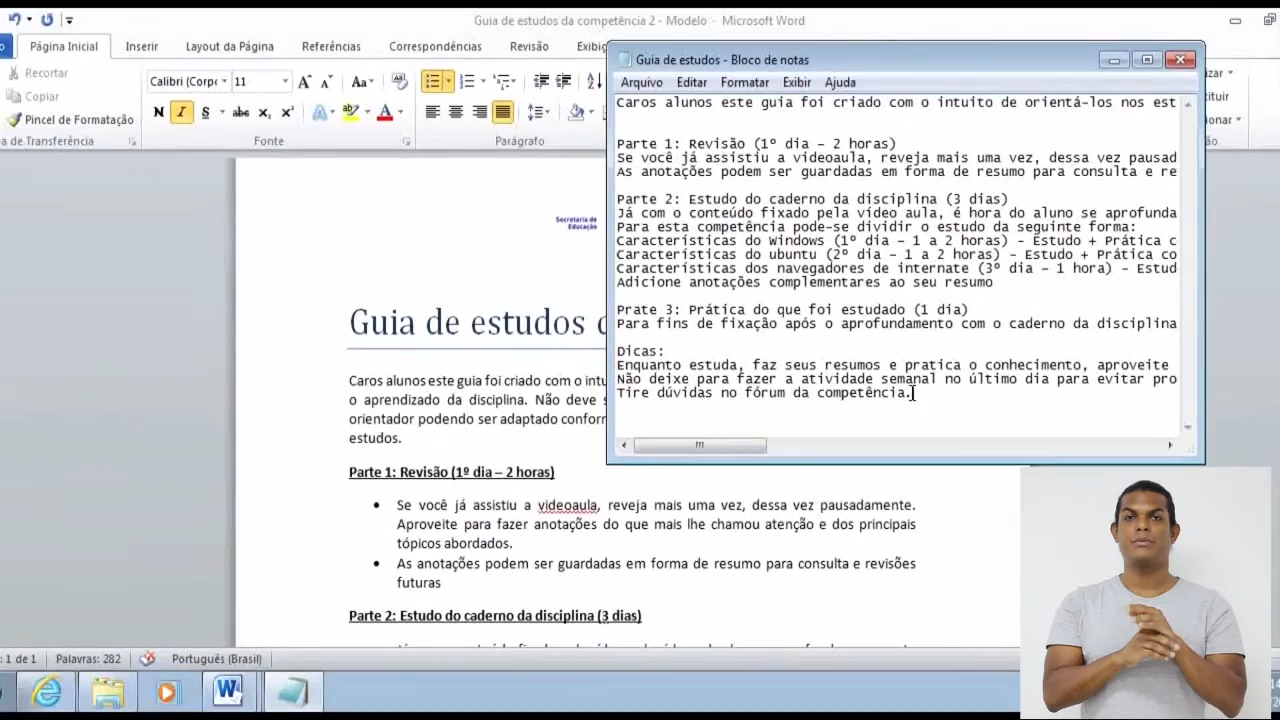 Guia de estudos da competência 2 - Modelo - Microsoft Word
Página Inicial
Inserir
Layout da Página
Referências
Correspondências
Revisão
Recortar
Copiar
Pincel de Formatação
Calibri (Corpo
11
Aa
N I S abc x₂ x²
A
Fonte
Parágrafo
Guia de estudos - Bloco de notas
Arquivo Editar Formatar Exibir Ajuda
Caros alunos este guia foi criado com o intuito de orientá-los nos est
Parte 1: Revisão (1º dia – 2 horas)
Se você já assistiu a videoaula, reveja mais uma vez, dessa vez pausad
As anotações podem ser guardadas em forma de resumo para consulta e re
Parte 2: Estudo do caderno da disciplina (3 dias)
Já com o conteúdo fixado pela vídeo aula, é hora do aluno se aprofunda
Para esta competência pode-se dividir o estudo da seguinte forma:
Características do Windows (1º dia – 1 a 2 horas) - Estudo + Prática c
Características do ubuntu (2º dia – 1 a 2 horas) - Estudo + Prática co
Características dos navegadores de internate (3º dia – 1 hora) - Estud
Adicione anotações complementares ao seu resumo
Prate 3: Prática do que foi estudado (1 dia)
Para fins de fixação após o aprofundamento com o caderno da disciplina
Dicas:
Enquanto estuda, faz seus resumos e pratica o conhecimento, aproveite
Não deixe para fazer a atividade semanal no último dia para evitar pro
Tire dúvidas no fórum da competência.
Secretaria de
Educação
Guia de estudos
Caros alunos este guia foi criado com o intu
o aprendizado da disciplina. Não deve s
orientador podendo ser adaptado conform
estudos.
Parte 1: Revisão (1º dia – 2 horas)
• Se você já assistiu a videoaula, reveja mais uma vez, dessa vez pausadamente.
Aproveite para fazer anotações do que mais lhe chamou atenção e dos principais
tópicos abordados.
• As anotações podem ser guardadas em forma de resumo para consulta e revisões
futuras
Parte 2: Estudo do caderno da disciplina (3 dias)
: 1 de 1
Palavras: 282
Português (Brasil)